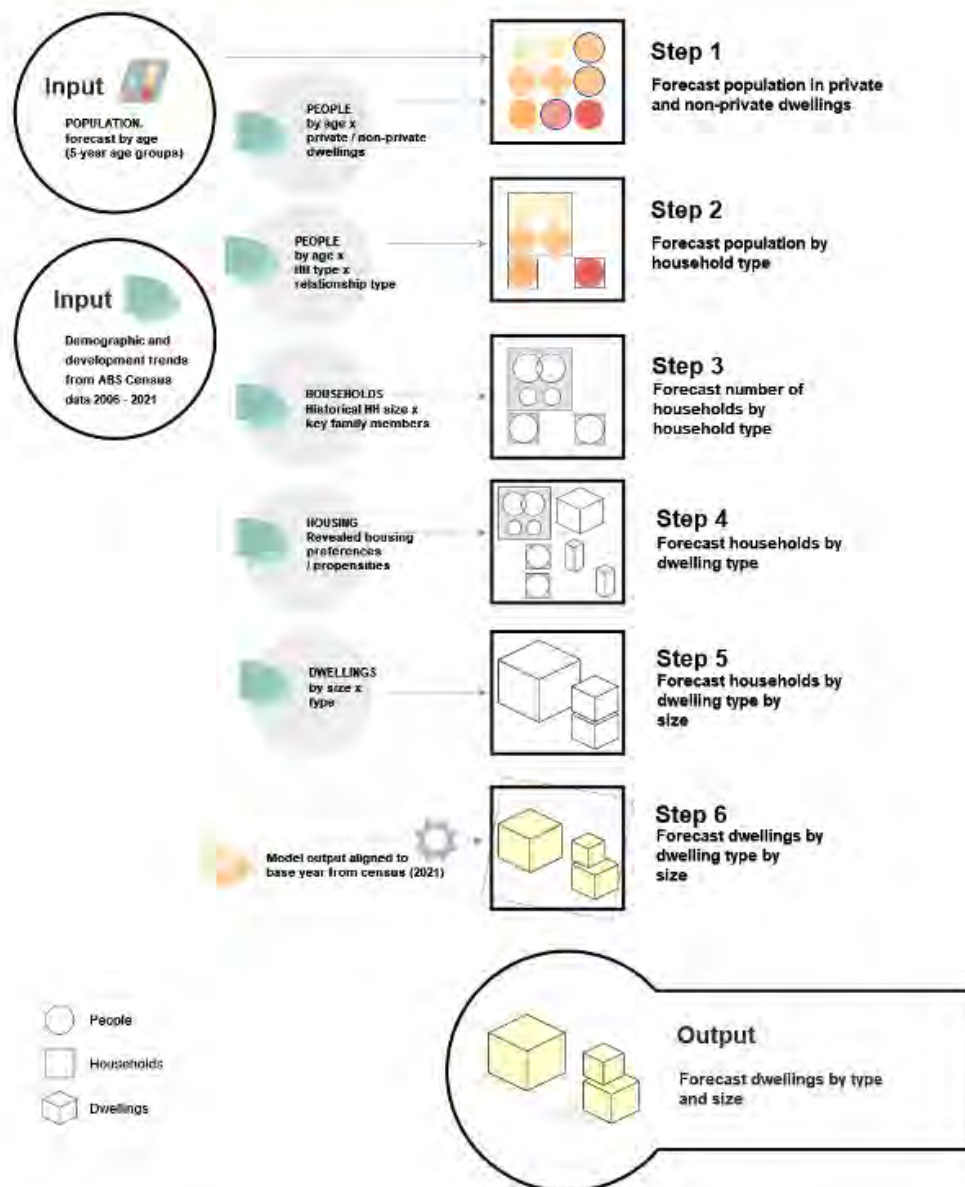 Input
POPULATION.
forecast by age
(5-year age groups)
PEOPLE
by age x
private / non-private
dwellings
Step 1
Forecast population in private
and non-private dwellings
Input
Demographic and
development trends
from ABS Census
data 2006 - 2021
PEOPLE
by age x
HH type x
relationship type
Step 2
Forecast population by
household type
HOUSEHOLDS
Historical HH size x
key family members
Step 3
Forecast number of
households by
household type
HOUSING
Revealed housing
preferences
/ propensities
Step 4
Forecast households by
dwelling type
DWELLINGS
by size x
type
Step 5
Forecast households by
dwelling type by
size
Model output aligned to
base year from census (2021)
Step 6
Forecast dwellings by
dwelling type by
size
People
Households
Dwellings
Output
Forecast dwellings by type
and size